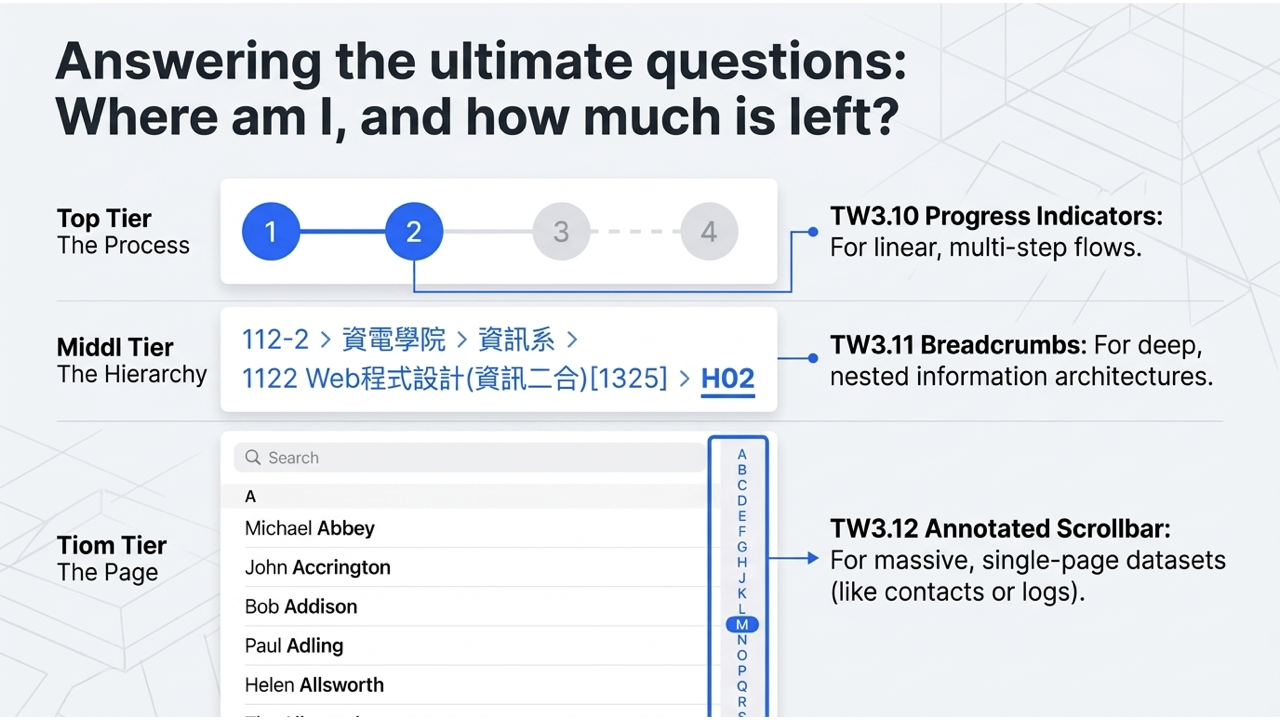 Answering the ultimate questions:
Where am I, and how much is left?
Top Tier
The Process
1
2
3
4
TW3.10 Progress Indicators:
For linear, multi-step flows.
Middl Tier
The Hierarchy
112-2 > 資電學院 > 資訊系 >
1122 Web程式設計(資訊二合)[1325] > H02
TW3.11 Breadcrumbs: For deep,
nested information architectures.
Tiom Tier
The Page
Search
A
Michael Abbey
John Accrington
Bob Addison
Paul Adling
Helen Allsworth
A
B
C
D
E
F
G
H
J
K
L
M
N
O
P
Q
R
S
TW3.12 Annotated Scrollbar:
For massive, single-page datasets
(like contacts or logs).